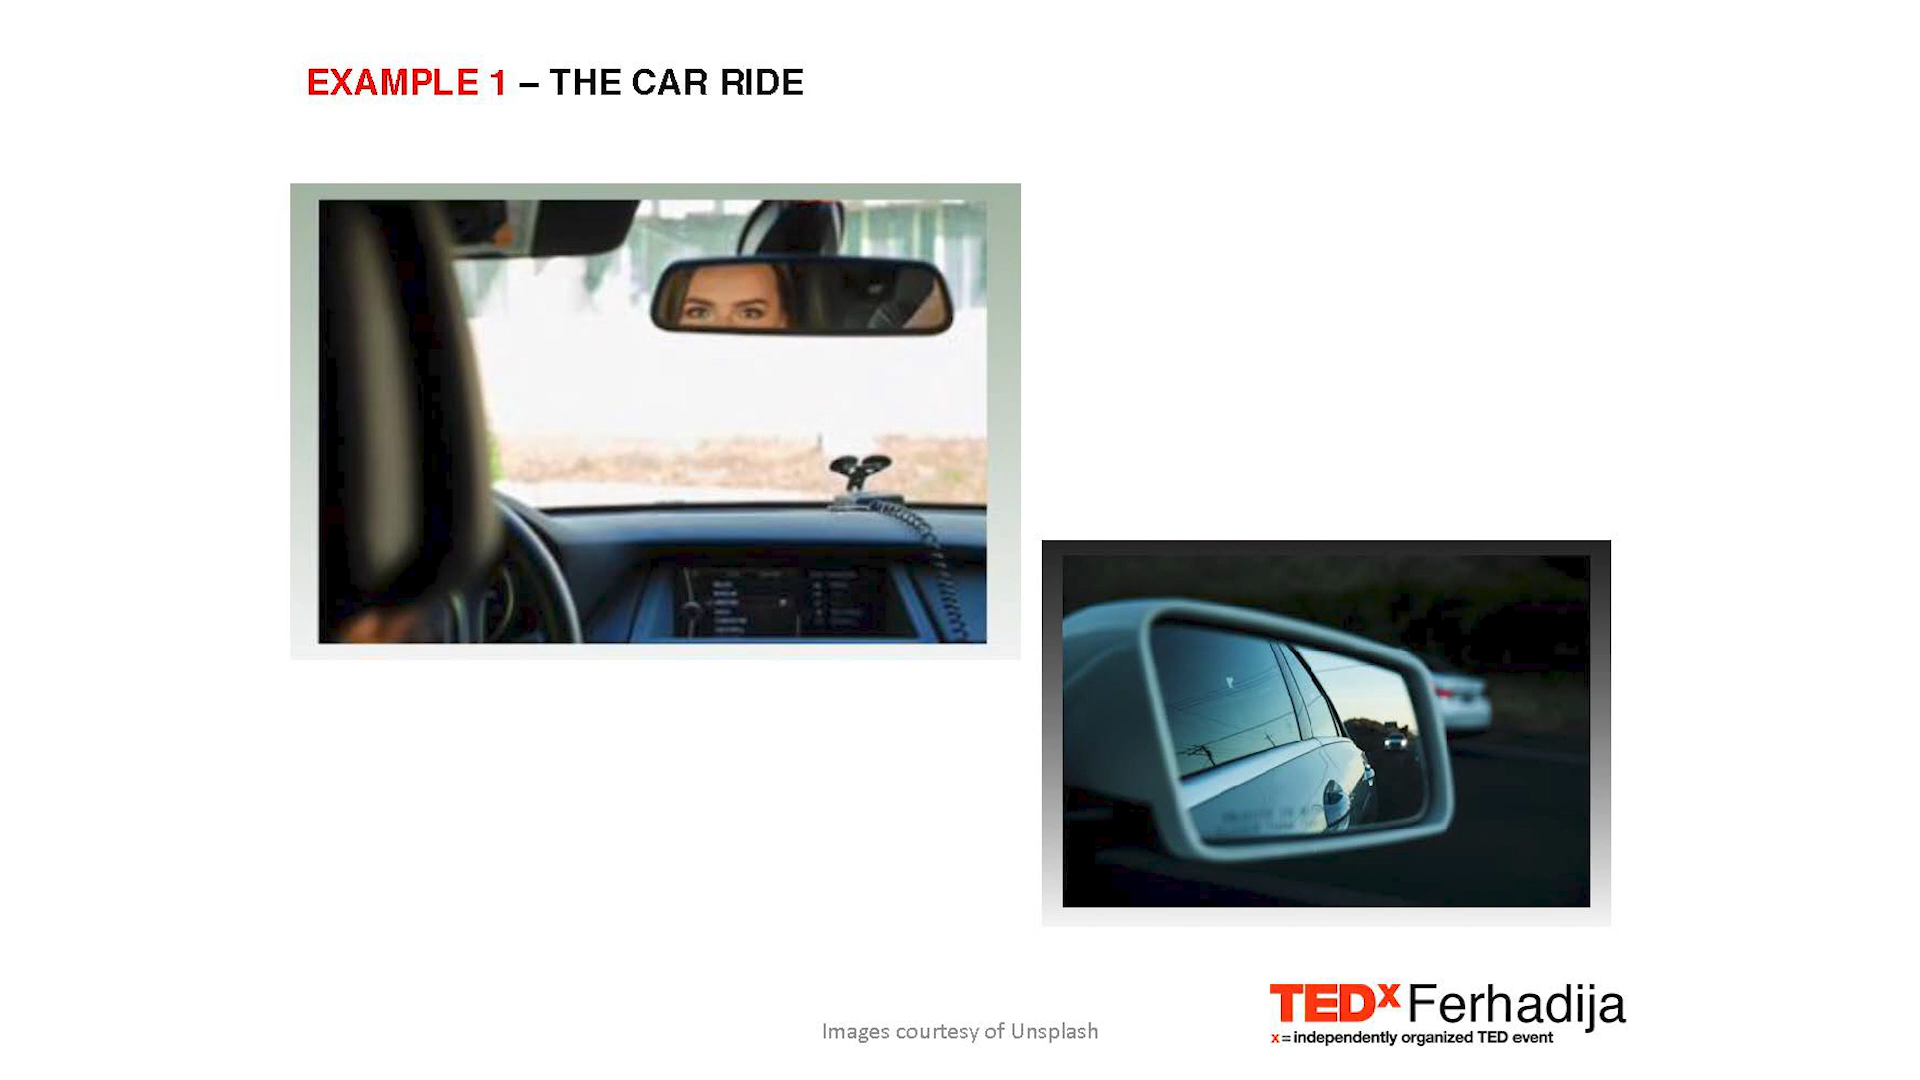 EXAMPLE 1 – THE CAR RIDE
Images courtesy of Unsplash
TEDx Ferhadija
x = independently organized TED event